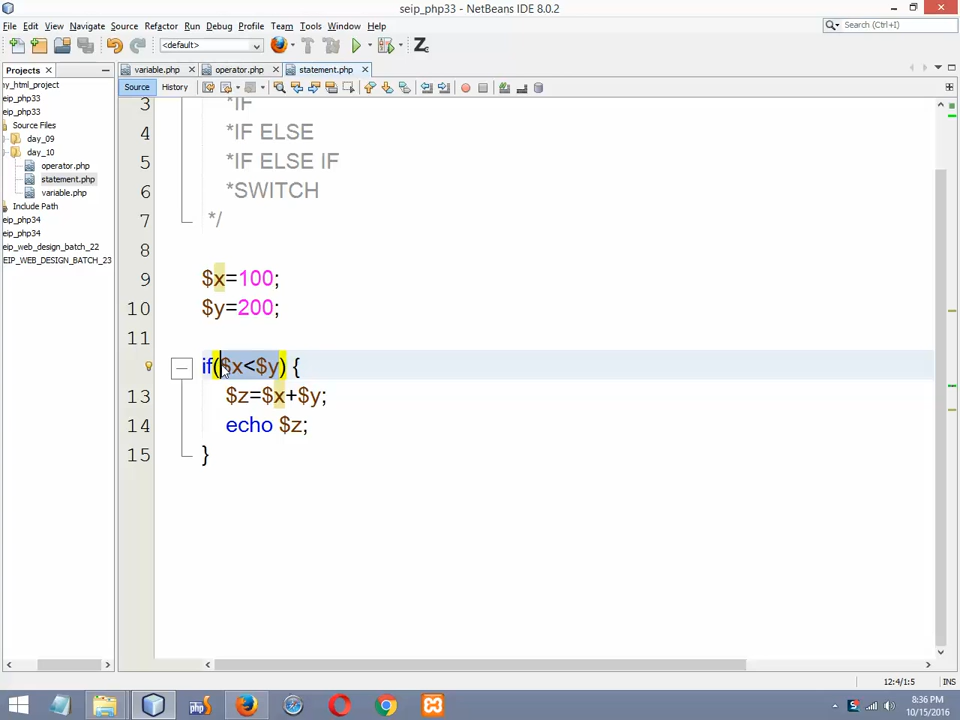 seip_php33 - NetBeans IDE 8.0.2
File Edit View Navigate Source Refactor Run Debug Profile Team Tools Window Help
Search (Ctrl+I)
<default>
Projects
variable.php operator.php statement.php
Source History
ny_html_project
eip_php33
eip_php33
Source Files
day_09
day_10
operator.php
statement.php
variable.php
Include Path
eip_php34
eip_php34
eip_web_design_batch_22
EIP_WEB_DESIGN_BATCH_23
3 *IF
4 *IF ELSE
5 *IF ELSE IF
6 *SWITCH
7 */
8
9 $x=100;
10 $y=200;
11
if($x<$y) {
13 $z=$x+$y;
14 echo $z;
15 }
12:4/1:5 INS
8:36 PM
10/15/2016